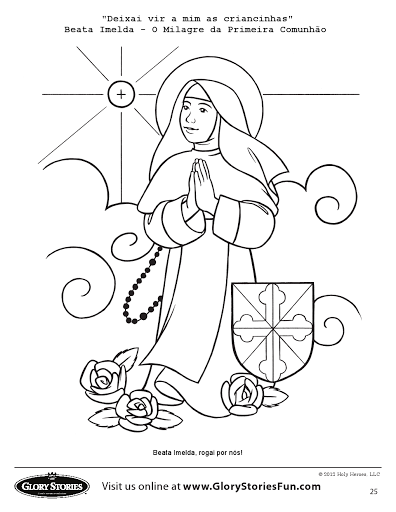 "Deixai vir a mim as criancinhas"
Beata Imelda - O Milagre da Primeira Comunhão
Beata Imelda, rogai por nós!
© 2012 Holy Heroes, LLC
GLORY STORIES
Visit us online at www.GloryStoriesFun.com
25